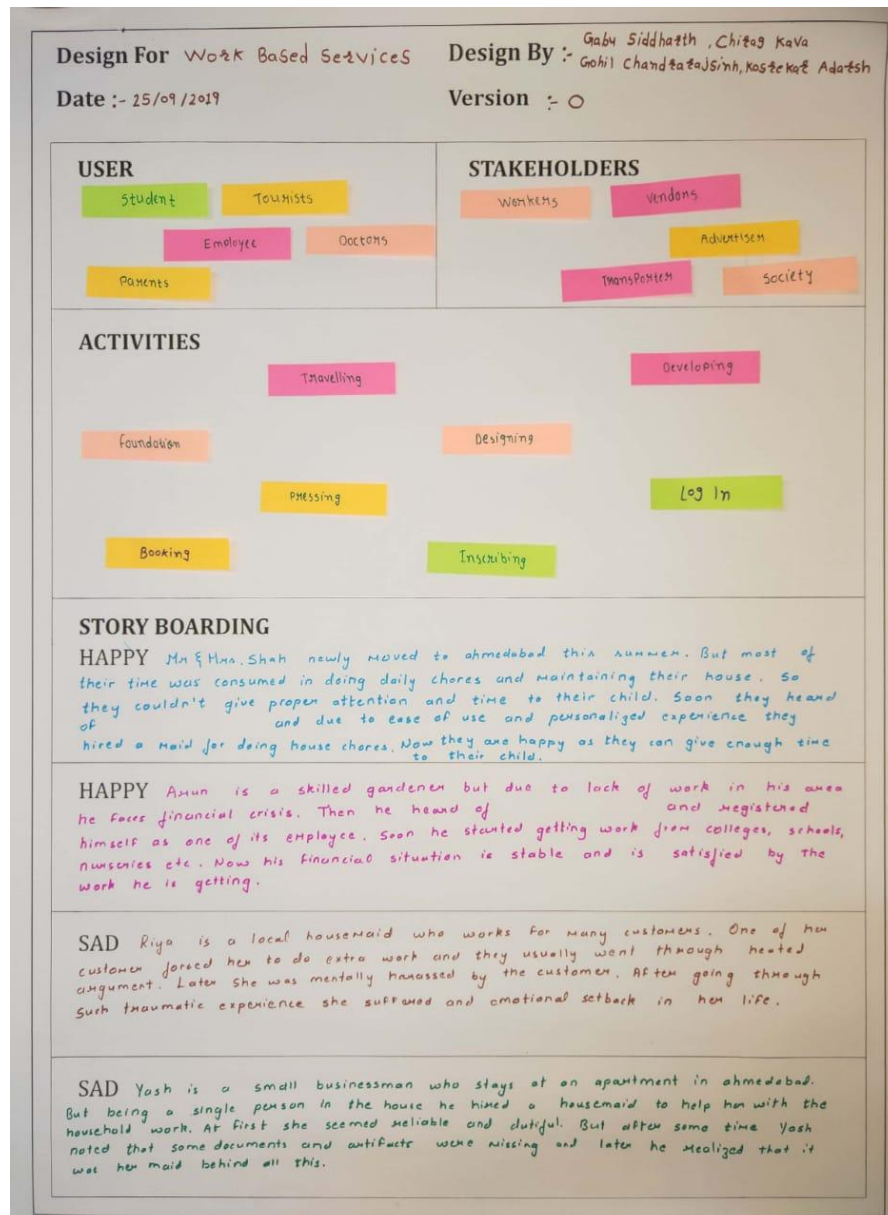 Design For Work Based Services
Design By :- Gabu Siddharth, Chirag Kava
Gohil Chandrarajsinh, Kosrekar Adarsh
Date :- 25/09/2019
Version :- 0
USER
Student
Tourists
Employee
Doctors
Parents
STAKEHOLDERS
Workers
Vendors
Advertiser
Transporter
Society
ACTIVITIES
Travelling
Developing
Foundation
Designing
Pressing
Log In
Booking
Inscribing
STORY BOARDING
HAPPY Mr & Mrs. Shah newly moved to ahmedabad this summer. But most of
their time was consumed in doing daily chores and maintaining their house. So
they couldn't give proper attention and time to their child. Soon they heard
of and due to ease of use and personalized experience they
hired a maid for doing house chores. Now they are happy as they can give enough time
to their child.
HAPPY Arun is a skilled gardener but due to lack of work in his area
he faces financial crisis. Then he heard of and registered
himself as one of its employee. Soon he started getting work from colleges, schools,
nurseries etc. Now his financial situation is stable and is satisfied by the
work he is getting.
SAD Riya is a local housemaid who works for many customers. One of her
customer forced her to do extra work and they usually went through heated
argument. Later she was mentally harassed by the customer. After going through
such traumatic experience she suffered and emotional setback in her life.
SAD Yash is a small businessman who stays at an apartment in ahmedabad.
But being a single person in the house he hired a housemaid to help her with the
household work. At first she seemed reliable and dutiful. But after some time Yash
noted that some documents and artifacts were missing and later he realized that it
was her maid behind all this.